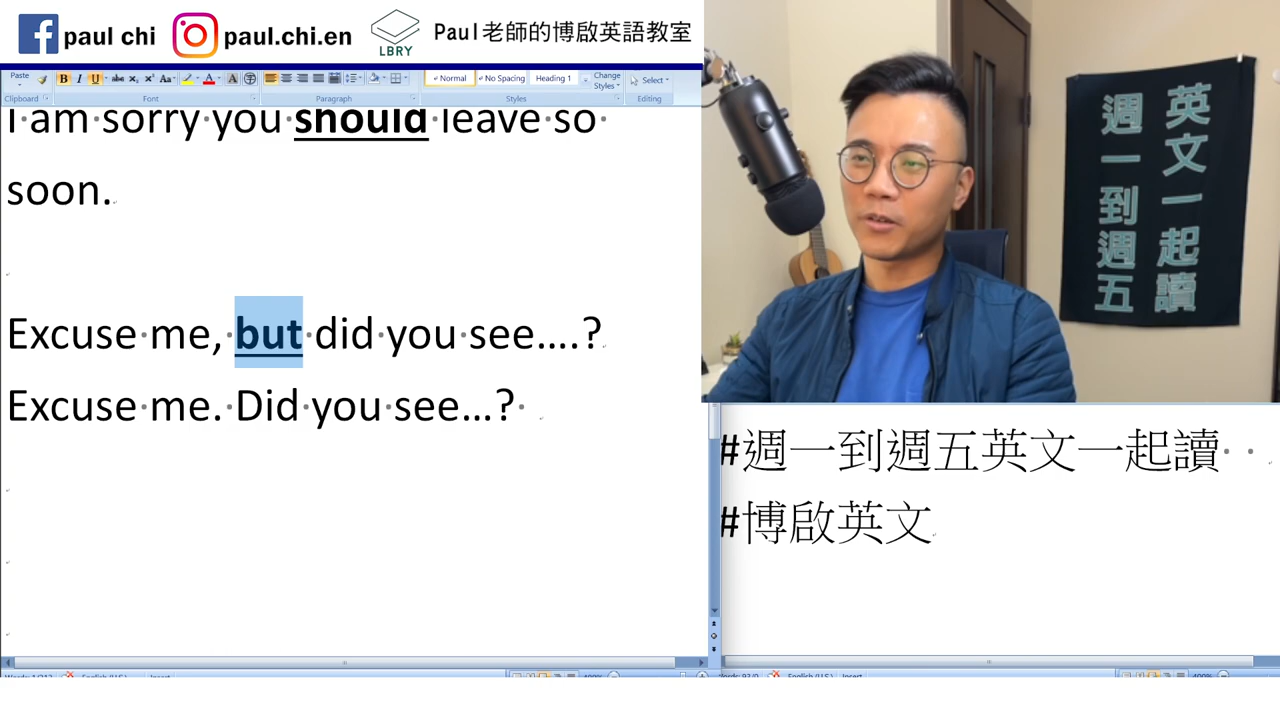 paul chi
paul.chi.en
LBRY
Paul老師的博啟英語教室
Paste
Clipboard
Font
Paragraph
Normal
No Spacing
Heading 1
Change Styles
Styles
Select
Editing
I am sorry you should leave so
soon.
Excuse me, but did you see....?
Excuse me. Did you see...?
英文一起讀
週一到週五
#週一到週五英文一起讀
#博啟英文